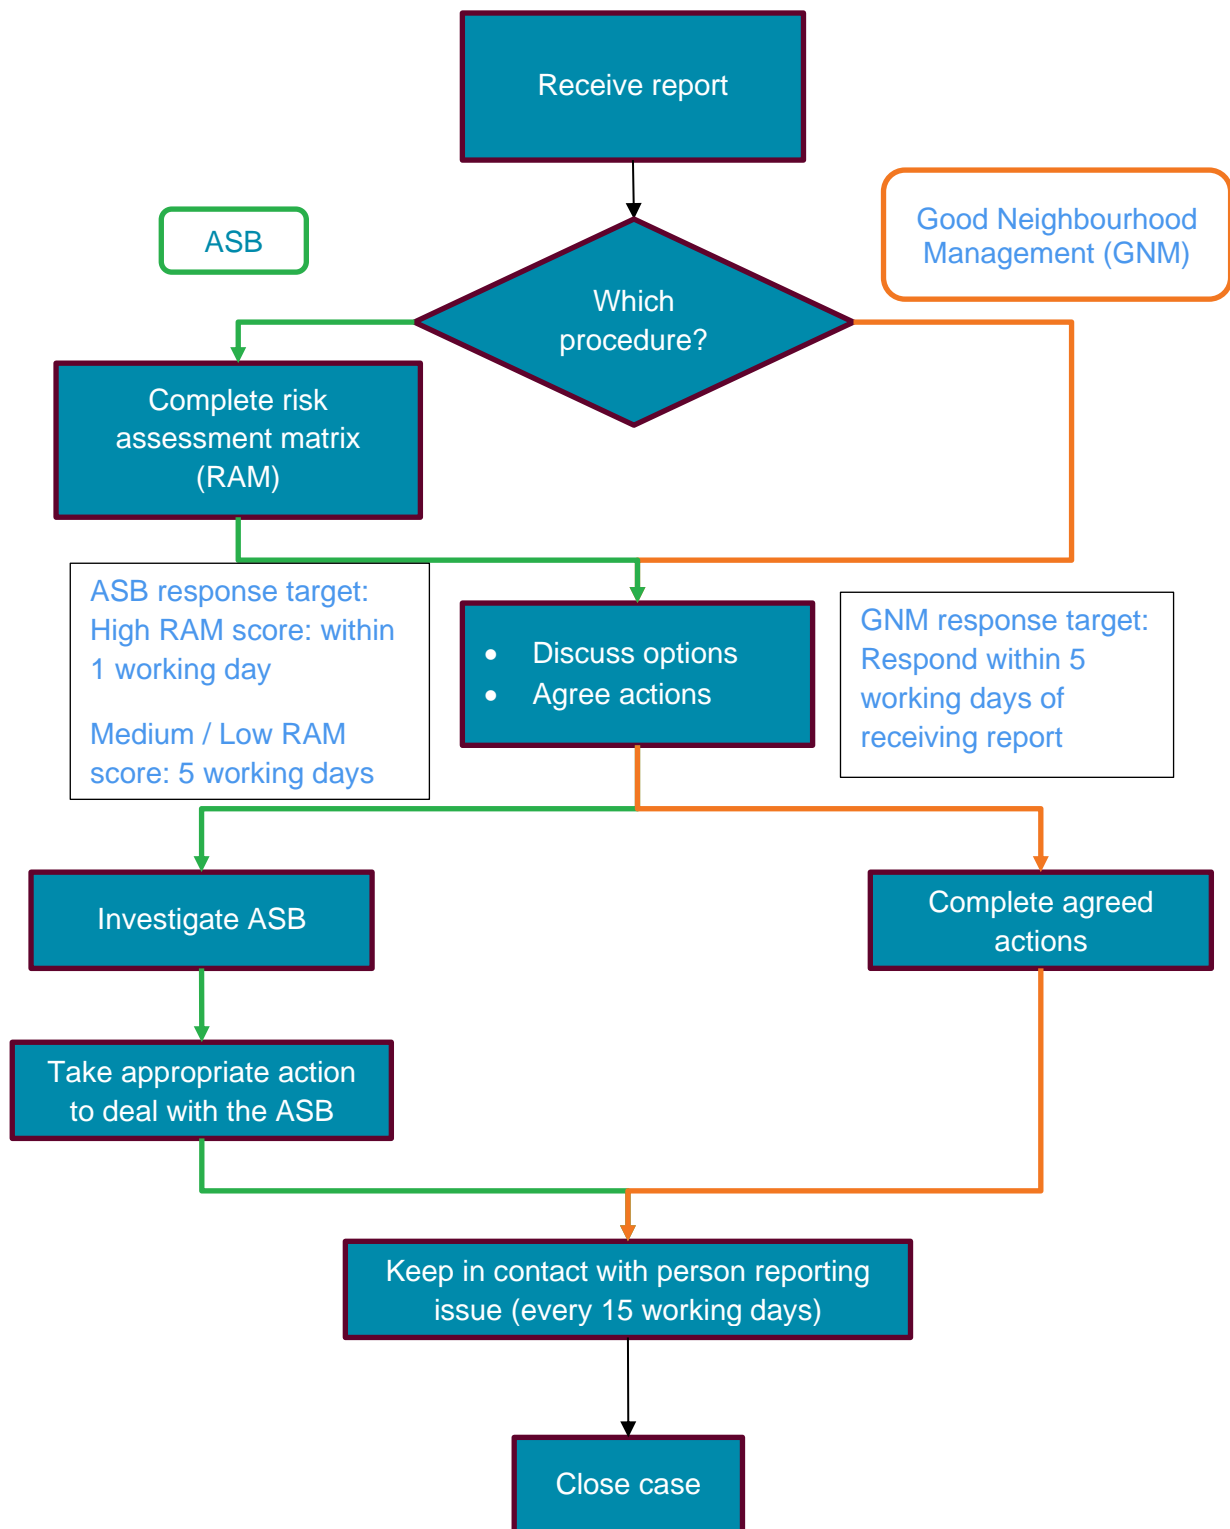 Receive report
ASB
Good Neighbourhood
Management (GNM)
Which
procedure?
Complete risk
assessment matrix
(RAM)
ASB response target:
High RAM score: within
1 working day
Medium / Low RAM
score: 5 working days
• Discuss options
• Agree actions
GNM response target:
Respond within 5
working days of
receiving report
Investigate ASB
Complete agreed
actions
Take appropriate action
to deal with the ASB
Keep in contact with person reporting
issue (every 15 working days)
Close case